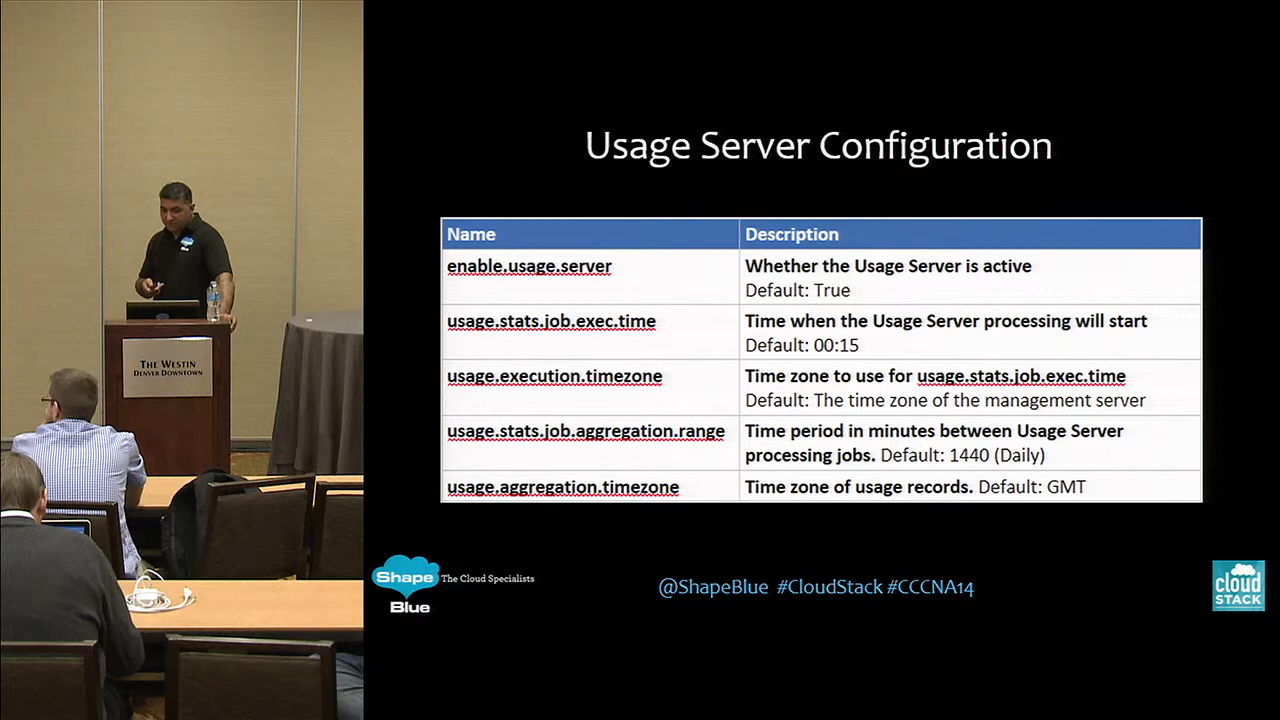 Usage Server Configuration
Name Description
enable.usage.server Whether the Usage Server is active
Default: True
usage.stats.job.exec.time Time when the Usage Server processing will start
Default: 00:15
usage.execution.timezone Time zone to use for usage.stats.job.exec.time
Default: The time zone of the management server
usage.stats.job.aggregation.range Time period in minutes between Usage Server
processing jobs. Default: 1440 (Daily)
usage.aggregation.timezone Time zone of usage records. Default: GMT
Blue
THE WESTIN
DENVER DOWNTOWN
Shape The Cloud Specialists
Blue
@ShapeBlue #CloudStack #CCCNA14
cloud
STACK